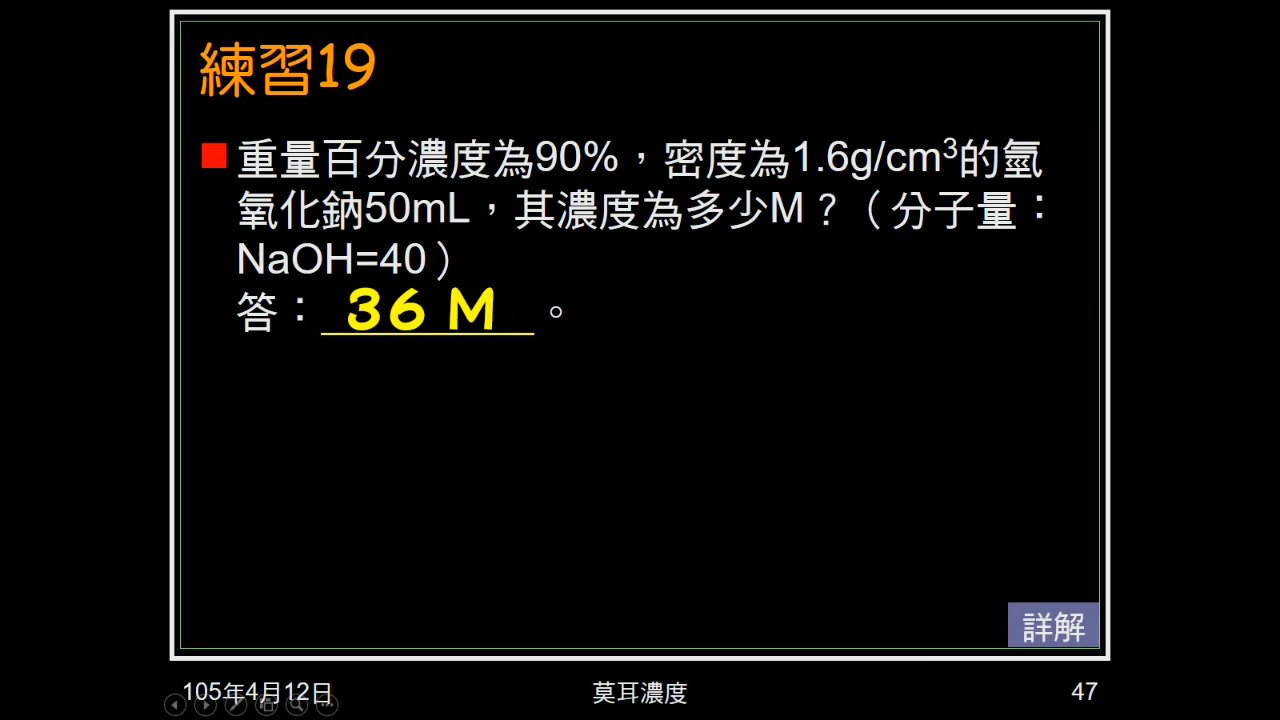 練習19
重量百分濃度為90%，密度為1.6g/cm³的氫
氧化鈉50mL，其濃度為多少M？（分子量：
NaOH=40）
答：36 M。
詳解
105年4月12日
莫耳濃度
47